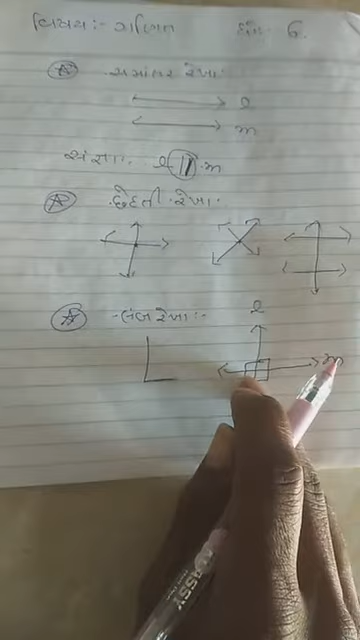 વિષય:- ગણિત ધો:- 6.
સમાંતર રેખા:
l
m
સંજ્ઞા:- l || m
છેદતી રેખા:
લંબ રેખા:-
l
m